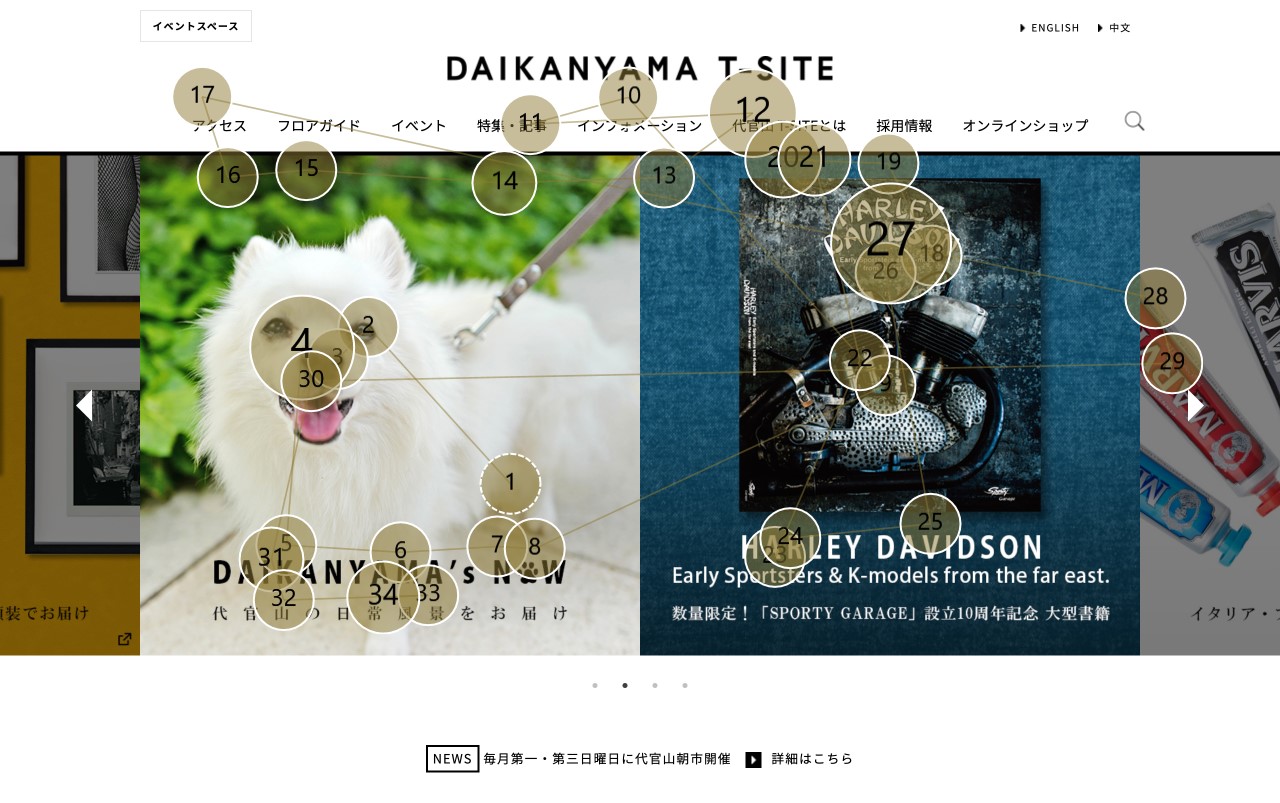 イベントスペース
ENGLISH 中文
DAIKANYAMA T-SITE
アクセス フロアガイド イベント 特集・記事 インフォメーション 代官山T-SITEとは 採用情報 オンラインショップ
17 10 12 11
16 15 14 13 20 21 19
HARLEY
DAVIDSON
27 18 26 28
2 4 3 30 22 9 29
MARVIS
1
5 6 7 8 31 23 24 25
DAIKANYAMA's NOW
HARLEY DAVIDSON
Early Sportsters & K-models from the far east.
32 34 33
額装でお届け
代官山の日常風景をお届け
数量限定!「SPORTY GARAGE」設立10周年記念 大型書籍
イタリア・
NEWS 毎月第一・第三日曜日に代官山朝市開催 詳細はこちら